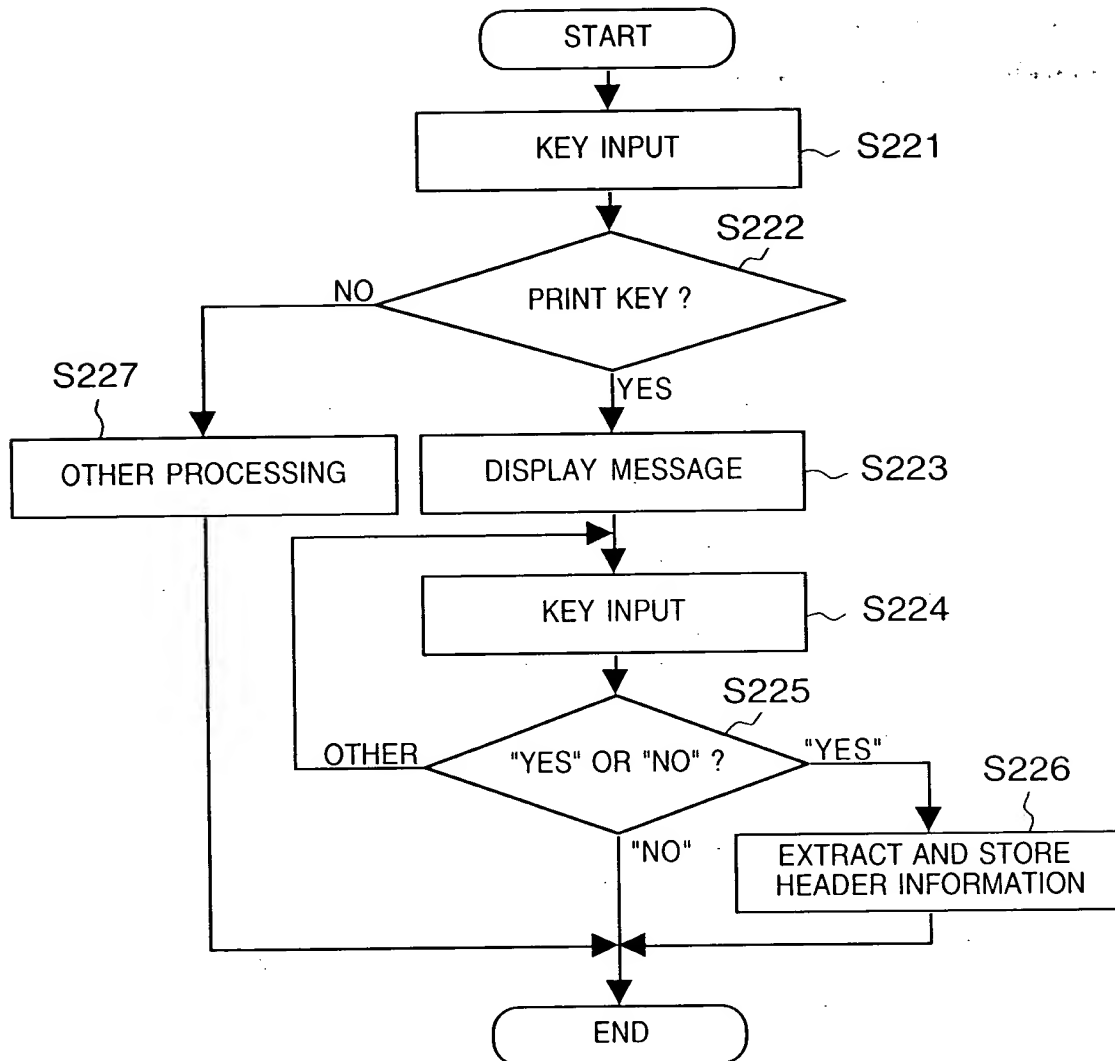 START
KEY INPUT
S221
S222
PRINT KEY ?
NO
YES
S227
OTHER PROCESSING
DISPLAY MESSAGE
S223
KEY INPUT
S224
S225
OTHER
"YES" OR "NO" ?
"YES"
S226
"NO"
EXTRACT AND STORE
HEADER INFORMATION
END